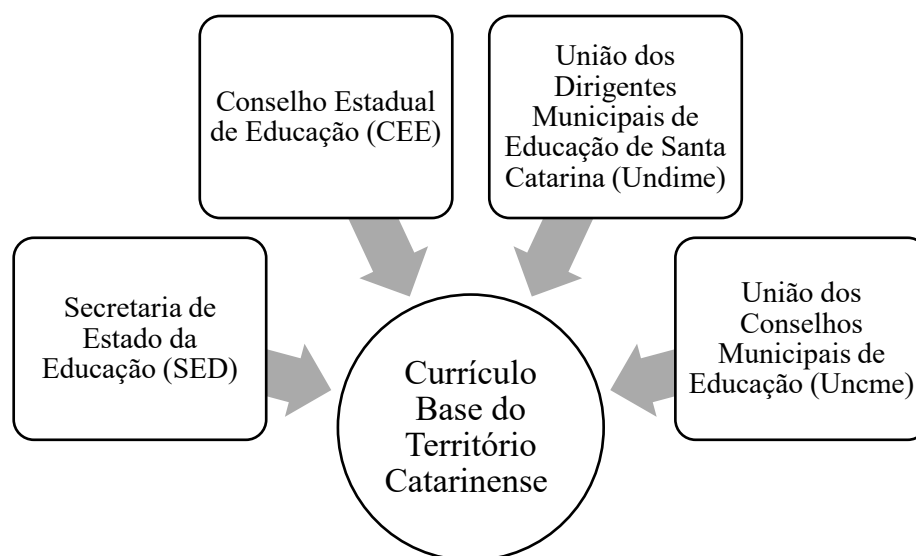 Conselho Estadual
de Educação (CEE)
União dos
Dirigentes
Municipais de
Educação de Santa
Catarina (Undime)
Secretaria de
Estado da
Educação (SED)
União dos
Conselhos
Municipais de
Educação (Uncme)
Currículo
Base do
Território
Catarinense